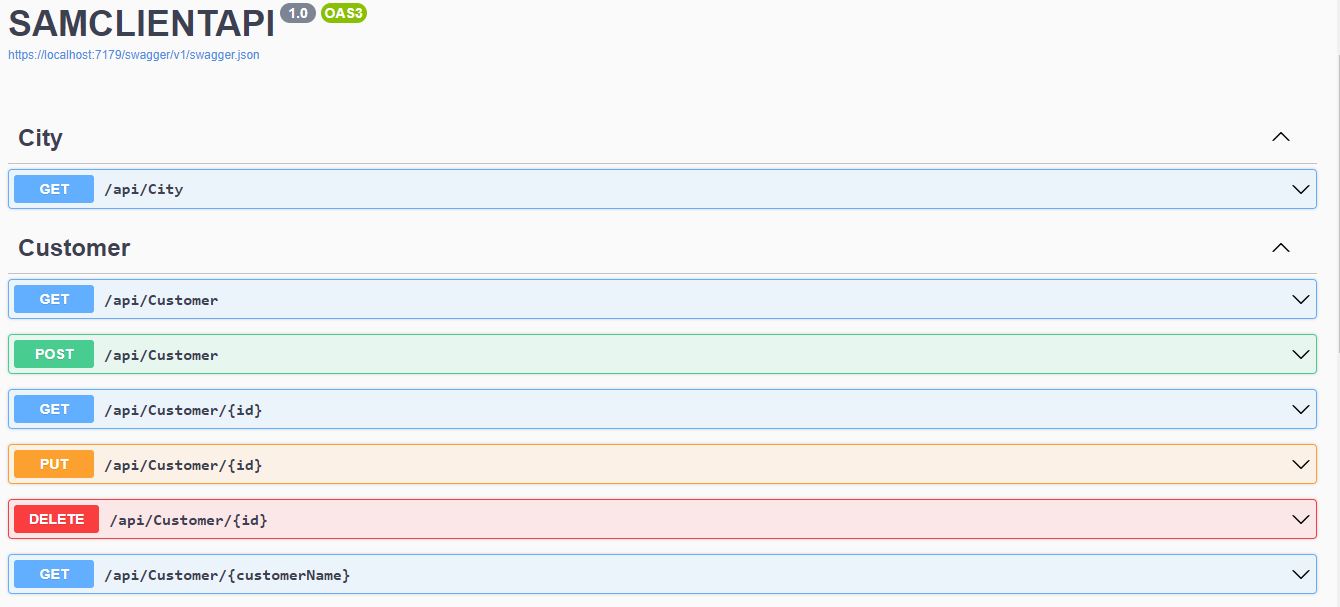 SAMCLIENTAPI 1.0 OAS3
https://localhost:7179/swagger/v1/swagger.json
City
GET /api/City
Customer
GET /api/Customer
POST /api/Customer
GET /api/Customer/{id}
PUT /api/Customer/{id}
DELETE /api/Customer/{id}
GET /api/Customer/{customerName}